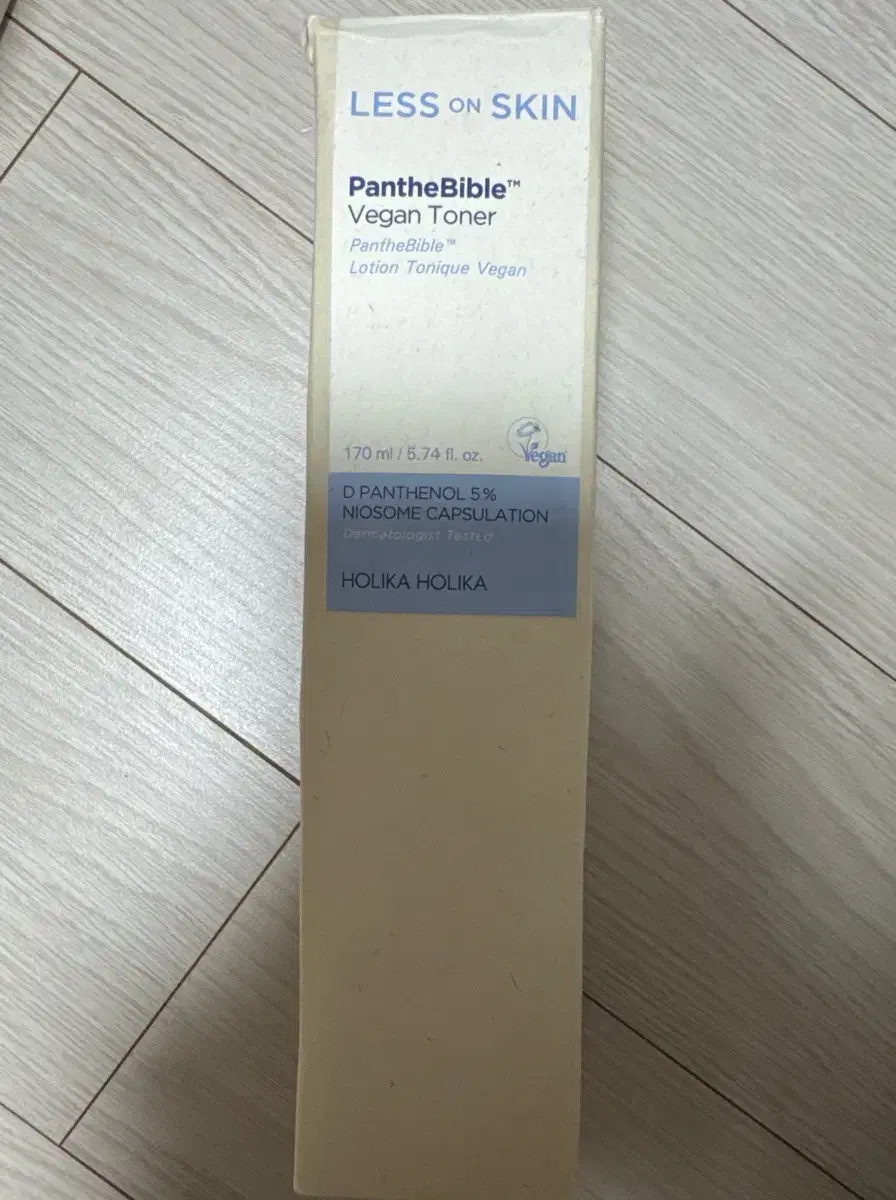 LESS ON SKIN
PantheBible™
Vegan Toner
PantheBible™
Lotion Tonique Vegan
170 ml / 5.74 fl. oz.
Vegan
D PANTHENOL 5%
NIOSOME CAPSULATION
Dermatologist Tested
HOLIKA HOLIKA